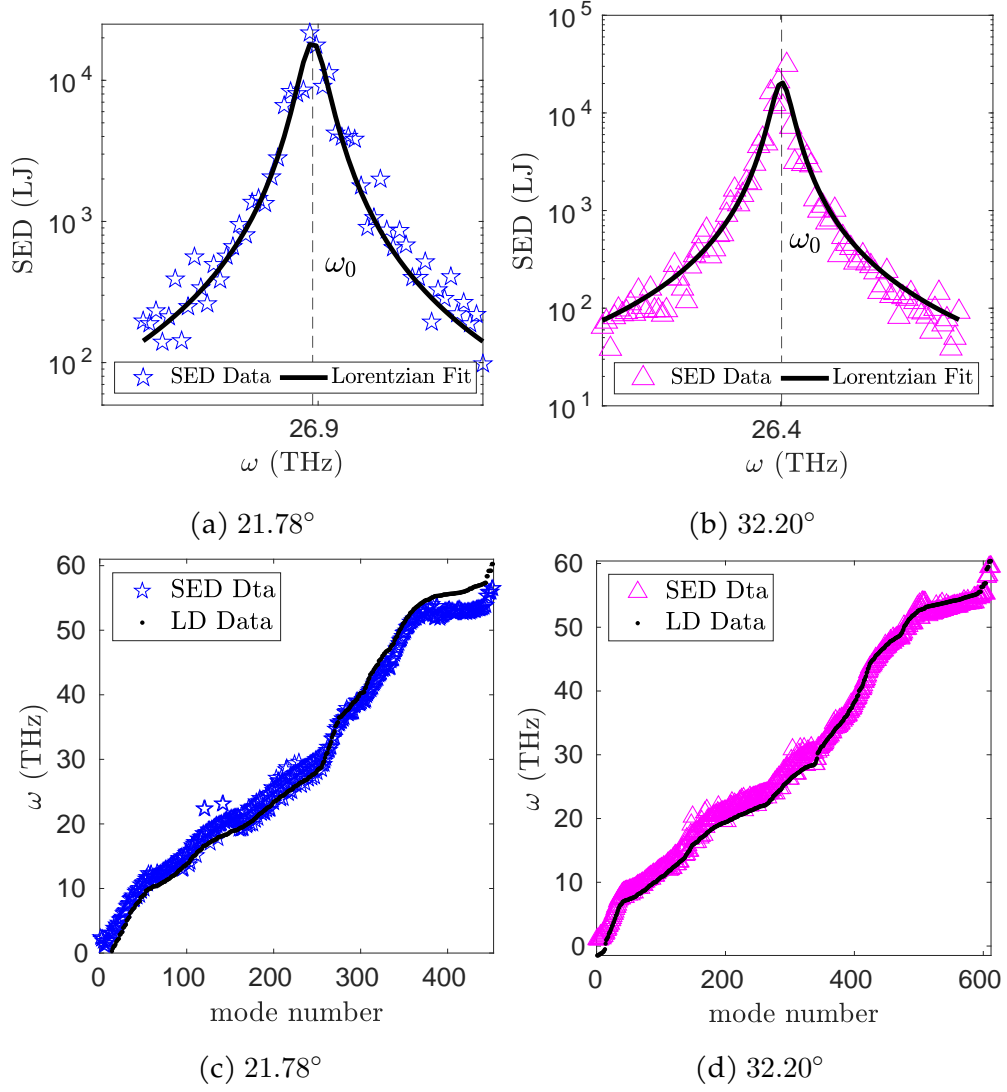 10^4
10^3
10^2
SED (LJ)
ω_0
SED Data Lorentzian Fit
26.9
ω (THz)
(a) 21.78°
10^5
10^4
10^3
10^2
10^1
SED (LJ)
ω_0
SED Data Lorentzian Fit
26.4
ω (THz)
(b) 32.20°
60
50
40
30
20
10
0
ω (THz)
SED Dta
LD Data
0 100 200 300 400
mode number
(c) 21.78°
60
50
40
30
20
10
0
ω (THz)
SED Dta
LD Data
0 200 400 600
mode number
(d) 32.20°